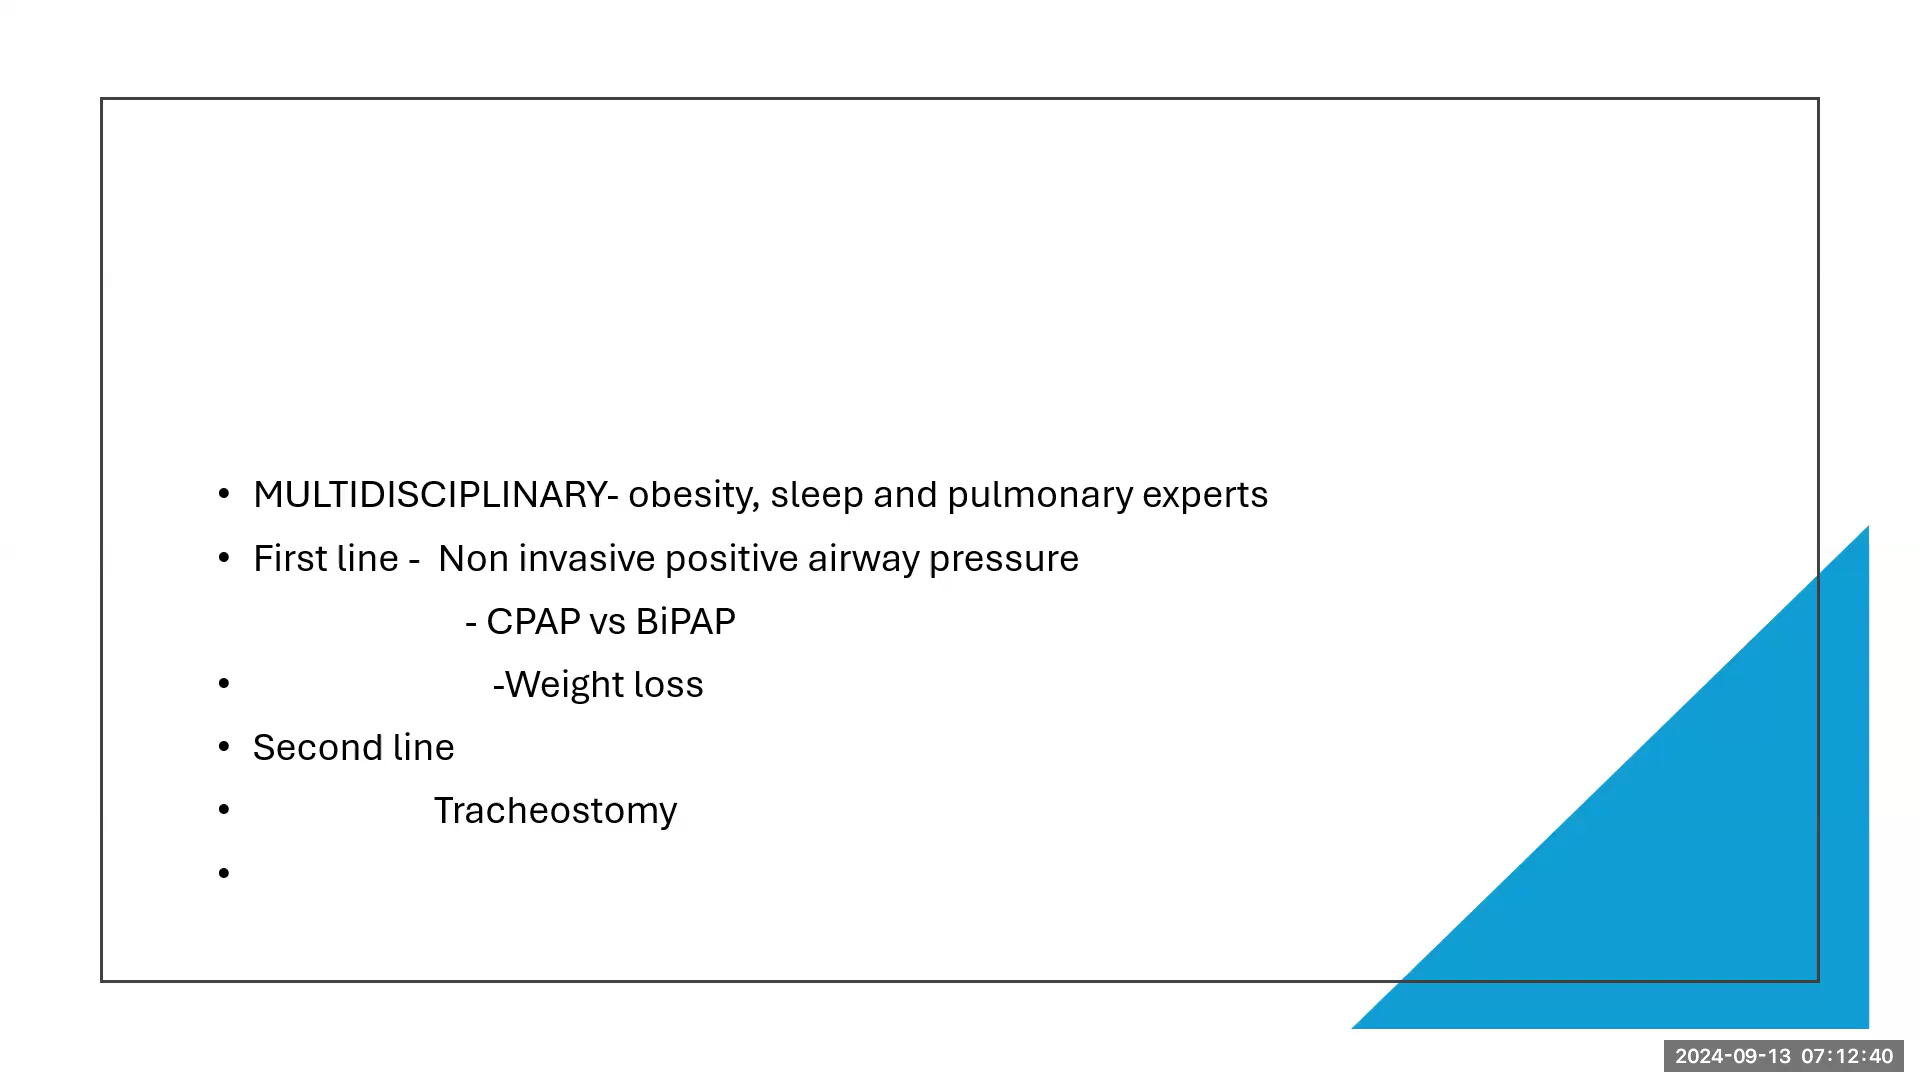 • MULTIDISCIPLINARY- obesity, sleep and pulmonary experts
• First line - Non invasive positive airway pressure
- CPAP vs BiPAP
• -Weight loss
• Second line
• Tracheostomy
•
2024-09-13 07:12:40